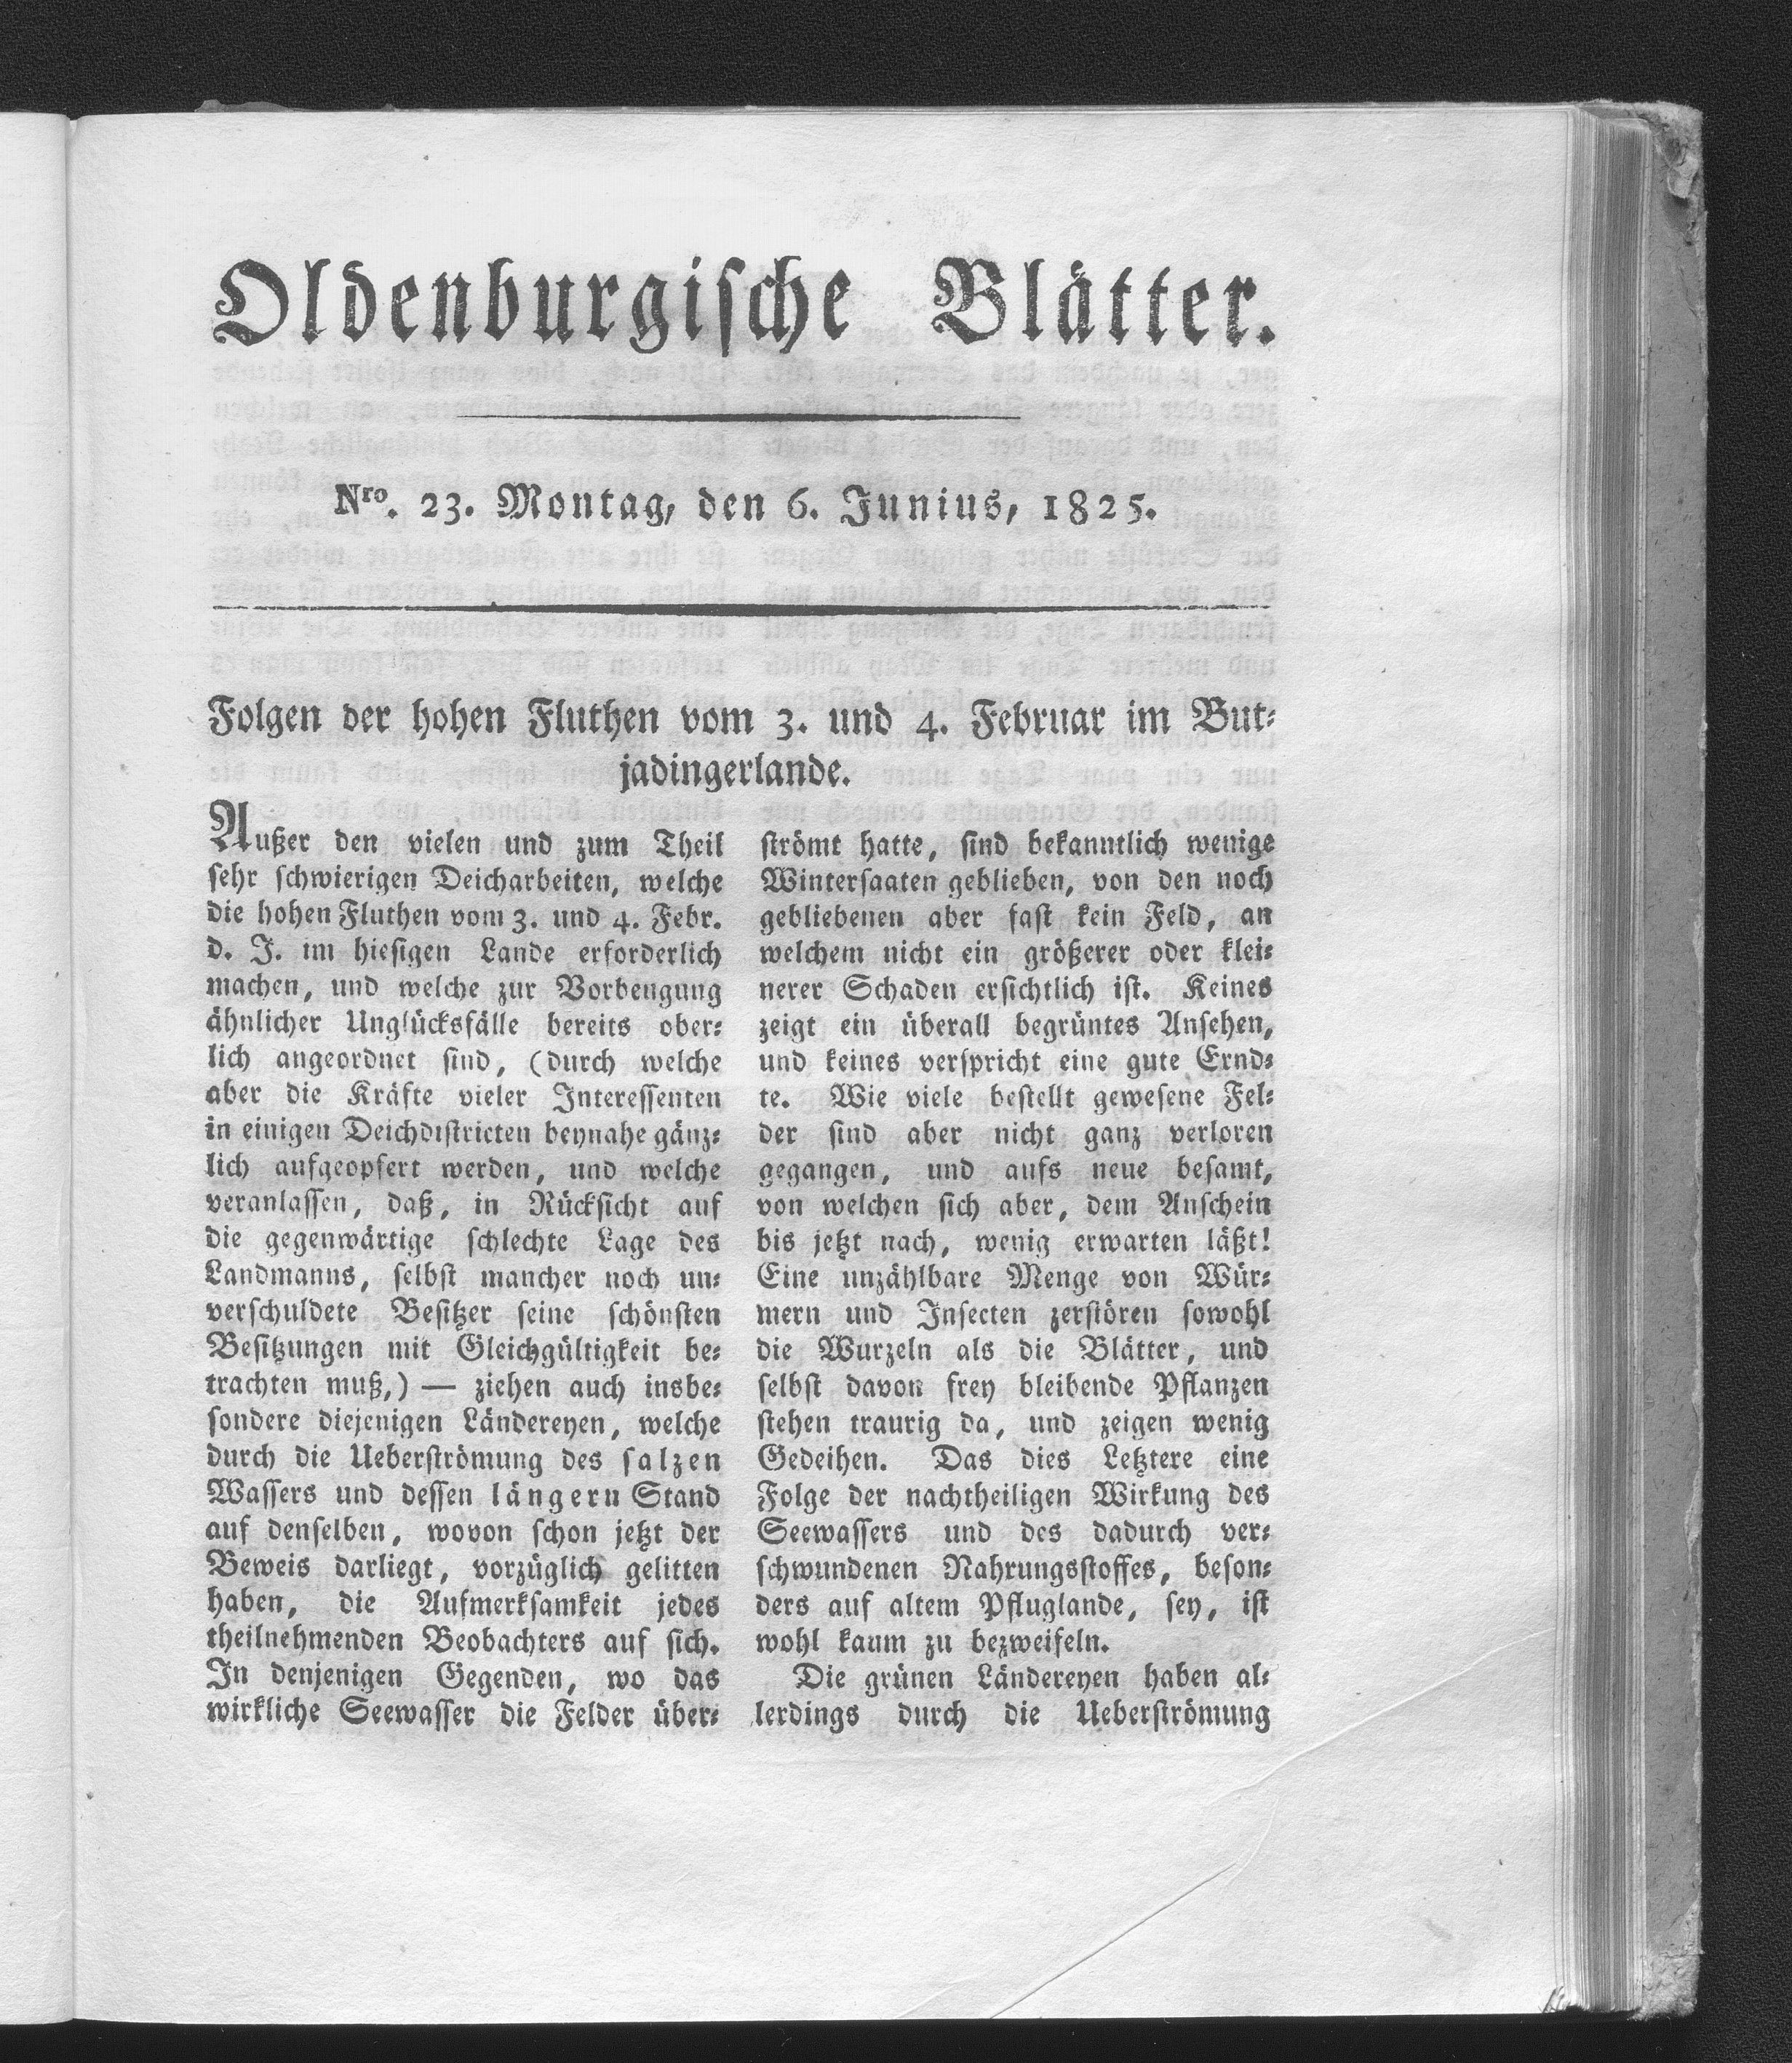 Oldenburgische Blätter.
Nro. 23. Montag, den 6. Junius, 1825.
Folgen der hohen Fluthen vom 3. und 4. Februar im But⸗
jadingerlande.
Außer den vielen und zum Theil
sehr schwierigen Deicharbeiten, welche
die hohen Fluthen vom 3. und 4. Febr.
d. J. im hiesigen Lande erforderlich
machen, und welche zur Vorbeugung
ähnlicher Unglücksfälle bereits ober⸗
lich angeordnet sind, (durch welche
aber die Kräfte vieler Interessenten
in einigen Deichdistricten beynahe gänz⸗
lich aufgeopfert werden, und welche
veranlassen, daß, in Rücksicht auf
die gegenwärtige schlechte Lage des
Landmanns, selbst mancher noch un⸗
verschuldete Besitzer seine schönsten
Besitzungen mit Gleichgültigkeit be⸗
trachten muß,) — ziehen auch insbe⸗
sondere diejenigen Ländereyen, welche
durch die Ueberströmung des salzen
Wassers und dessen längern Stand
auf denselben, wovon schon jetzt der
Beweis darliegt, vorzüglich gelitten
haben, die Aufmerksamkeit jedes
theilnehmenden Beobachters auf sich.
In denjenigen Gegenden, wo das
wirkliche Seewasser die Felder über⸗
strömt hatte, sind bekanntlich wenige
Wintersaaten geblieben, von den noch
gebliebenen aber fast kein Feld, an
welchem nicht ein größerer oder klei⸗
nerer Schaden ersichtlich ist. Keines
zeigt ein überall begrüntes Ansehen,
und keines verspricht eine gute Ernd⸗
te. Wie viele bestellt gewesene Fel⸗
der sind aber nicht ganz verloren
gegangen, und aufs neue besamt,
von welchen sich aber, dem Anschein
bis jetzt nach, wenig erwarten läßt!
Eine unzählbare Menge von Wür⸗
mern und Insecten zerstören sowohl
die Wurzeln als die Blätter, und
selbst davon frey bleibende Pflanzen
stehen traurig da, und zeigen wenig
Gedeihen. Das dies Letztere eine
Folge der nachtheiligen Wirkung des
Seewassers und des dadurch ver⸗
schwundenen Nahrungsstoffes, beson⸗
ders auf altem Pfluglande, sey, ist
wohl kaum zu bezweifeln.
Die grünen Ländereyen haben al⸗
lerdings durch die Ueberströmung